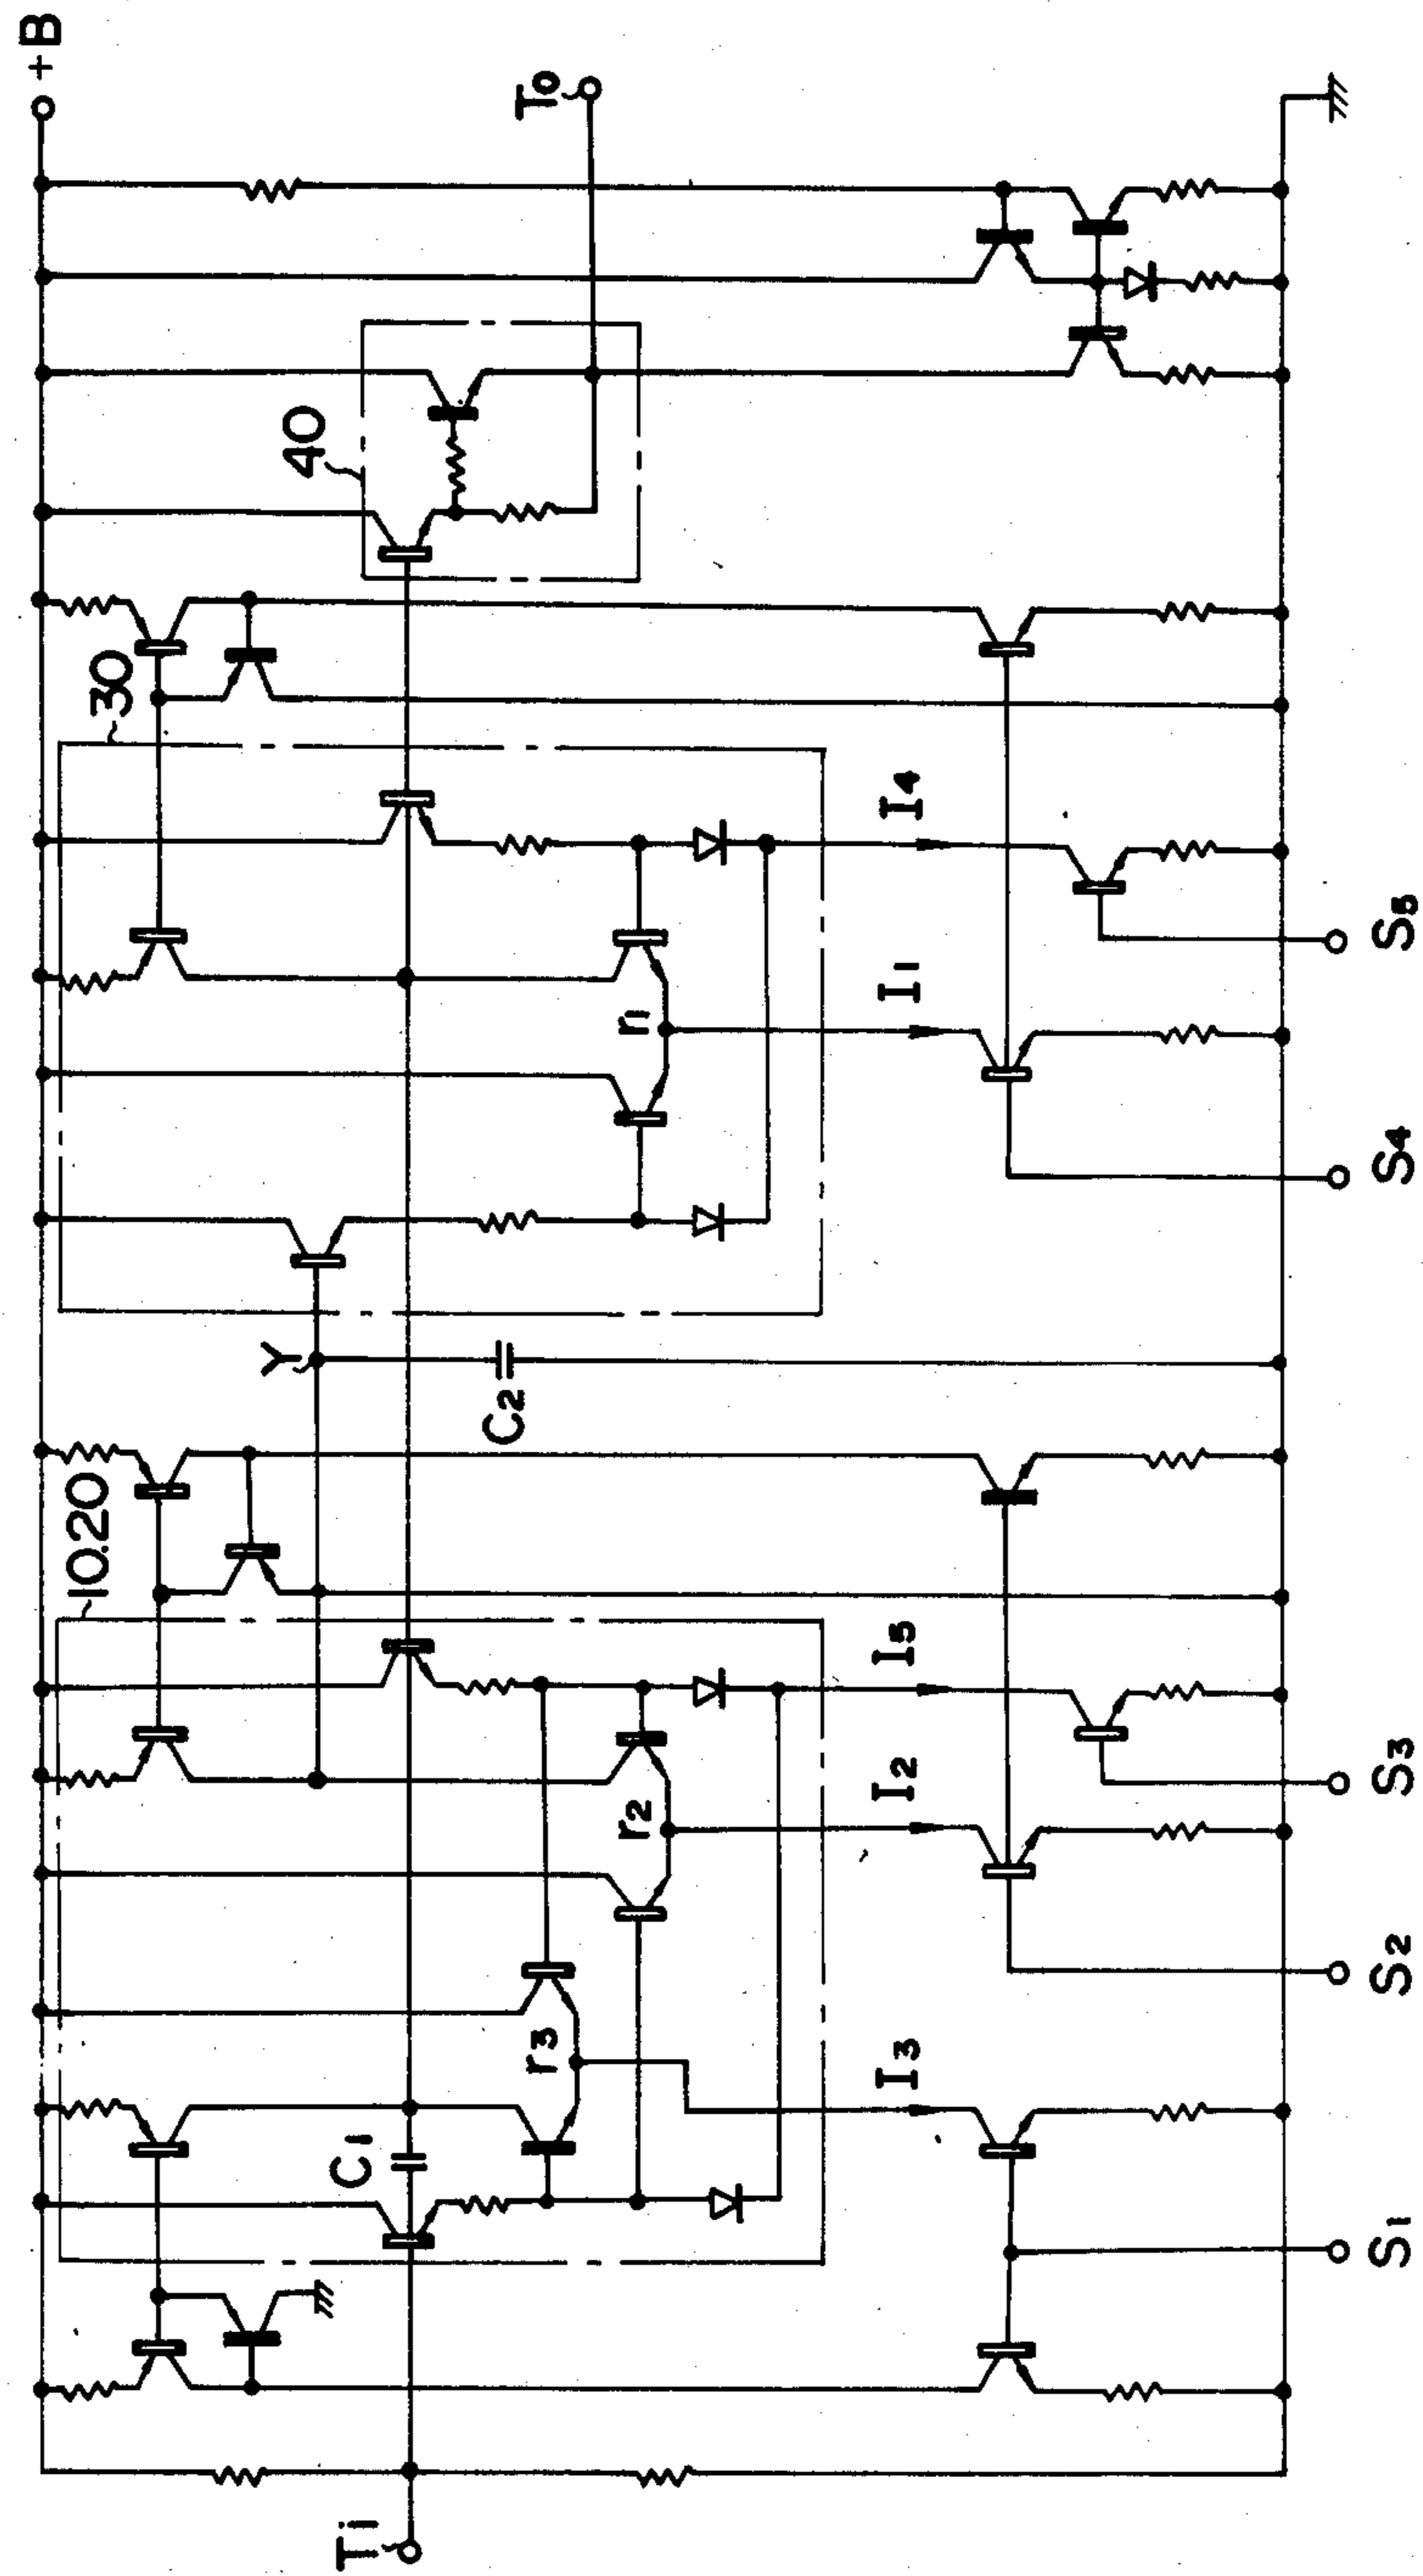 +B
To
40
30
I4
I1
r1
S5
S4
Y
C2
10.20
I5
I2
r2
r3
I3
C1
S3
S2
S1
Ti